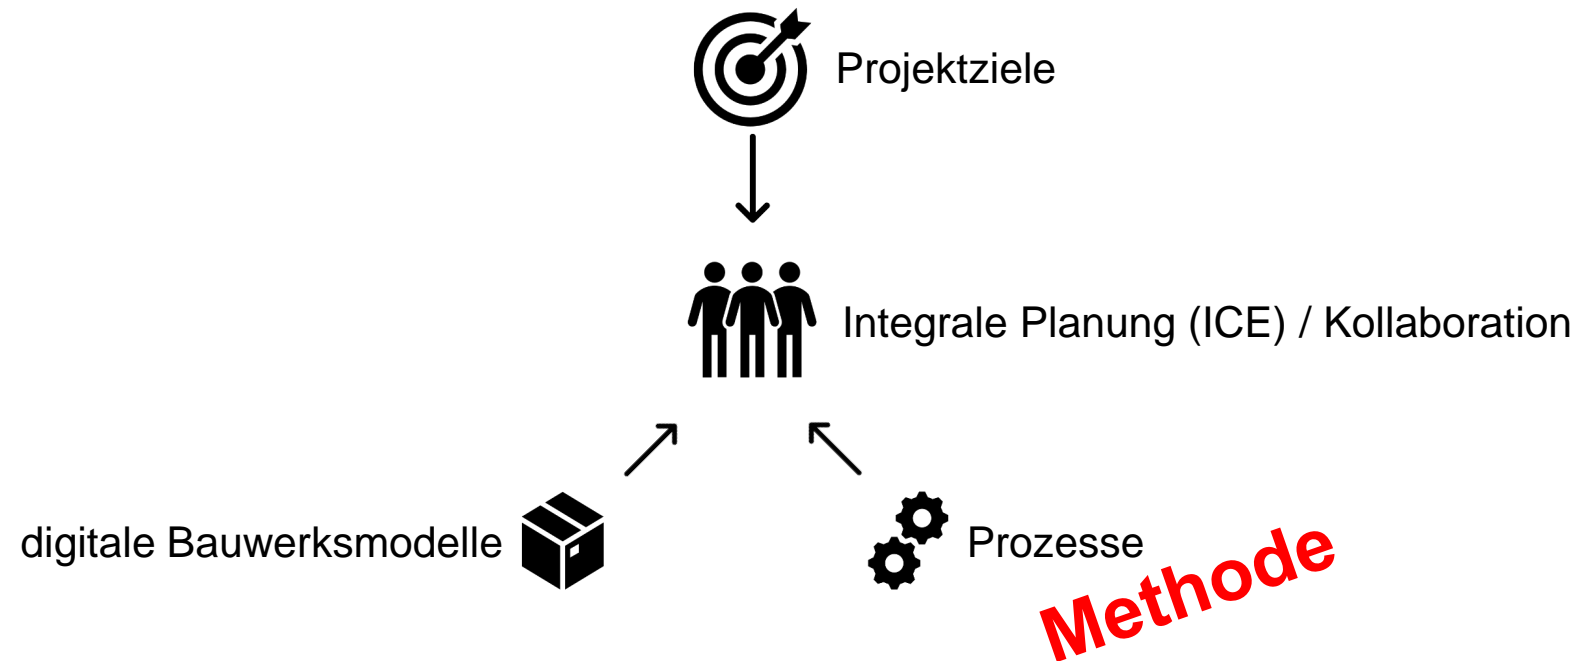 Projektziele
Integrale Planung (ICE) / Kollaboration
digitale Bauwerksmodelle
Prozesse
Methode